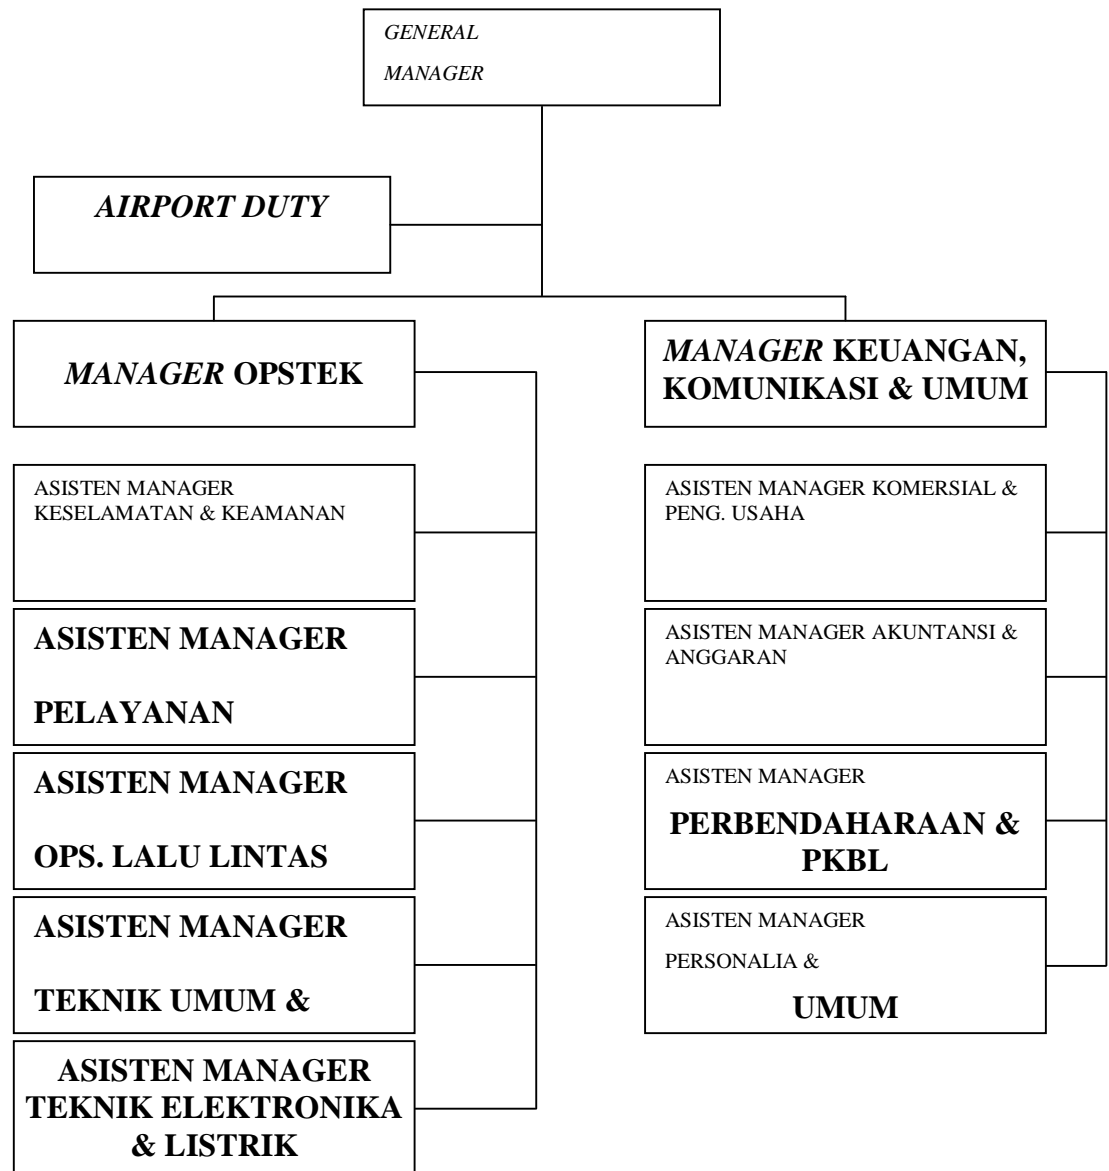 GENERAL
MANAGER
AIRPORT DUTY
MANAGER OPSTEK
ASISTEN MANAGER
KESELAMATAN & KEAMANAN
ASISTEN MANAGER
PELAYANAN
ASISTEN MANAGER
OPS. LALU LINTAS
ASISTEN MANAGER
TEKNIK UMUM &
ASISTEN MANAGER
TEKNIK ELEKTRONIKA
& LISTRIK
MANAGER KEUANGAN,
KOMUNIKASI & UMUM
ASISTEN MANAGER KOMERSIAL &
PENG. USAHA
ASISTEN MANAGER AKUNTANSI &
ANGGARAN
ASISTEN MANAGER
PERBENDAHARAAN &
PKBL
ASISTEN MANAGER
PERSONALIA &
UMUM